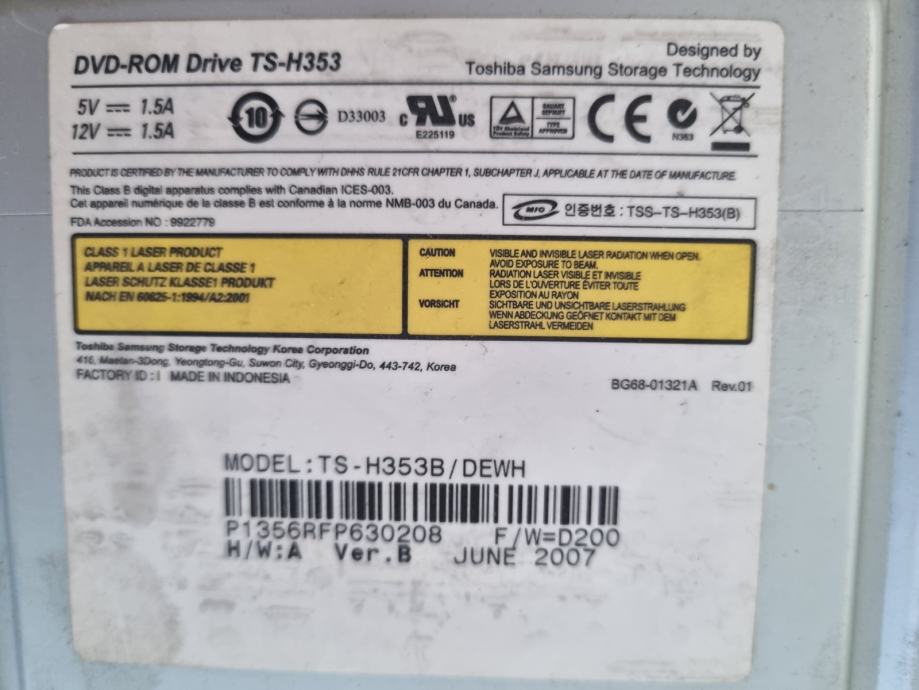 DVD-ROM Drive TS-H353
Designed by
Toshiba Samsung Storage Technology
5V ⎓ 1.5A
12V ⎓ 1.5A
10
D33003
c RU® US
E225119
TÜV Rheinland
Product Safety
TYPE
APPROVED
CE
N353
PRODUCT IS CERTIFIED BY THE MANUFACTURER TO COMPLY WITH DHHS RULE 21CFR CHAPTER 1, SUBCHAPTER J, APPLICABLE AT THE DATE OF MANUFACTURE.
This Class B digital apparatus complies with Canadian ICES-003.
Cet appareil numérique de la classe B est conforme à la norme NMB-003 du Canada.
MIC 인증번호 : TSS-TS-H353(B)
FDA Accession NO : 9922779
CLASS 1 LASER PRODUCT
APPAREIL A LASER DE CLASSE 1
LASER SCHUTZ KLASSE1 PRODUKT
NACH EN 60825-1:1994/A2:2001
CAUTION VISIBLE AND INVISIBLE LASER RADIATION WHEN OPEN.
AVOID EXPOSURE TO BEAM.
ATTENTION RADIATION LASER VISIBLE ET INVISIBLE
LORS DE L'OUVERTURE ÉVITER TOUTE
EXPOSITION AU RAYON
VORSICHT SICHTBARE UND UNSICHTBARE LASERSTRAHLUNG
WENN ABDECKUNG GEÖFNET KONTAKT MIT DEM
LASERSTRAHL VERMEIDEN
Toshiba Samsung Storage Technology Korea Corporation
416, Maetan-3Dong, Yeongtong-Gu, Suwon City, Gyeonggi-Do, 443-742, Korea
FACTORY ID : I MADE IN INDONESIA
BG68-01321A Rev.01
MODEL:TS-H353B/DEWH
P1356RFP630208 F/W=D200
H/W:A Ver.B JUNE 2007